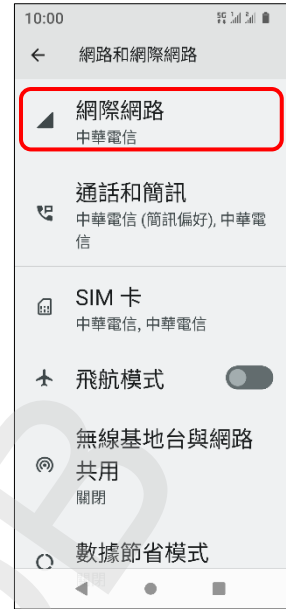 10:00
網路和網際網路
網際網路
中華電信
通話和簡訊
中華電信 (簡訊偏好), 中華電
信
SIM 卡
中華電信, 中華電信
飛航模式
無線基地台與網路
共用
關閉
數據節省模式